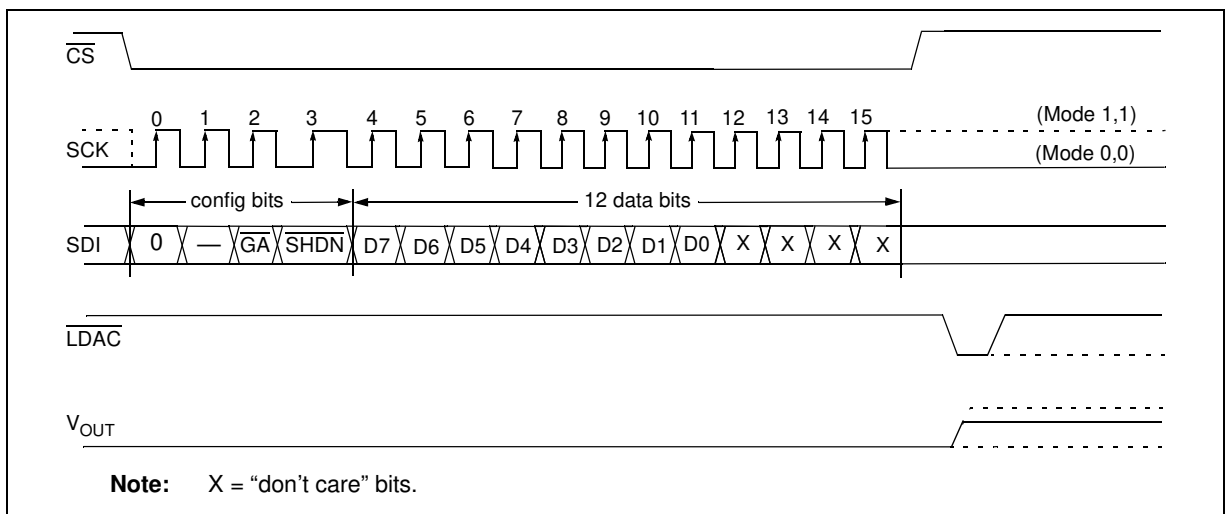 CS
0 1 2 3 4 5 6 7 8 9 10 11 12 13 14 15 (Mode 1,1)
SCK (Mode 0,0)
config bits 12 data bits
SDI 0 — GA SHDN D7 D6 D5 D4 D3 D2 D1 D0 X X X X
LDAC
VOUT
Note: X = “don’t care” bits.